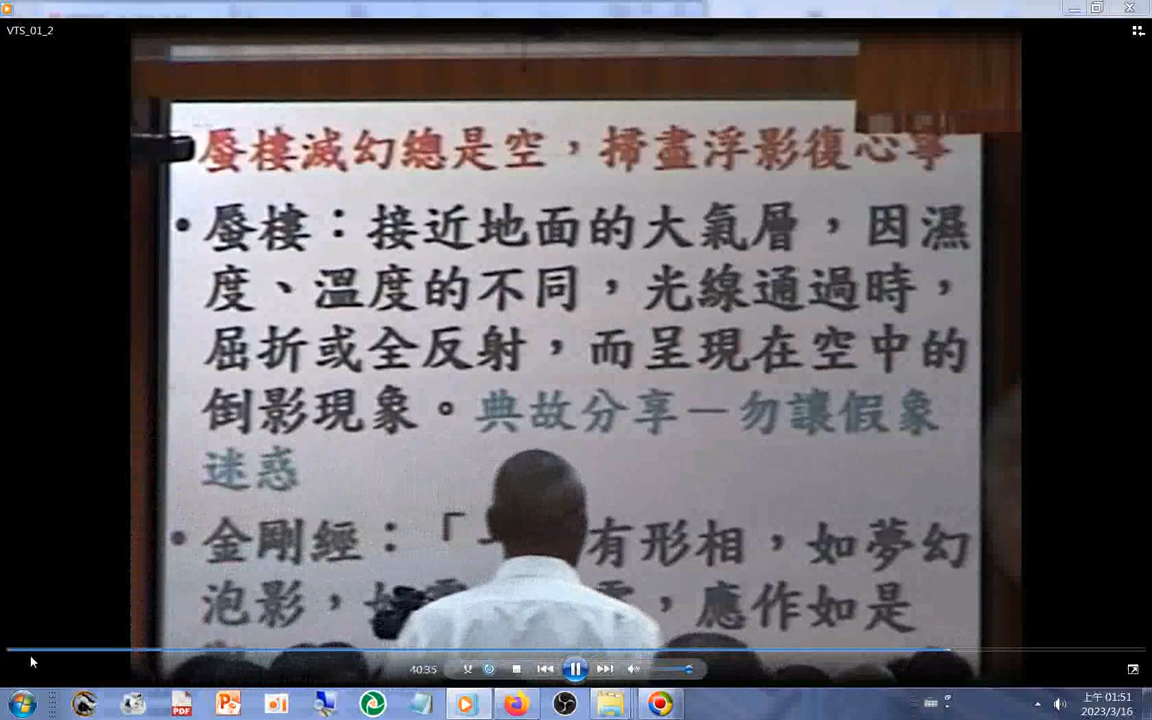 VTS_01_2
蜃樓滅幻總是空，掃盡浮影復心寧
• 蜃樓：接近地面的大氣層，因濕
度、溫度的不同，光線通過時，
屈折或全反射，而呈現在空中的
倒影現象。典故分享－勿讓假象
迷惑
• 金剛經：「有形相，如夢幻
泡影，，應作如是
40:35
上午 01:51
2023/3/16